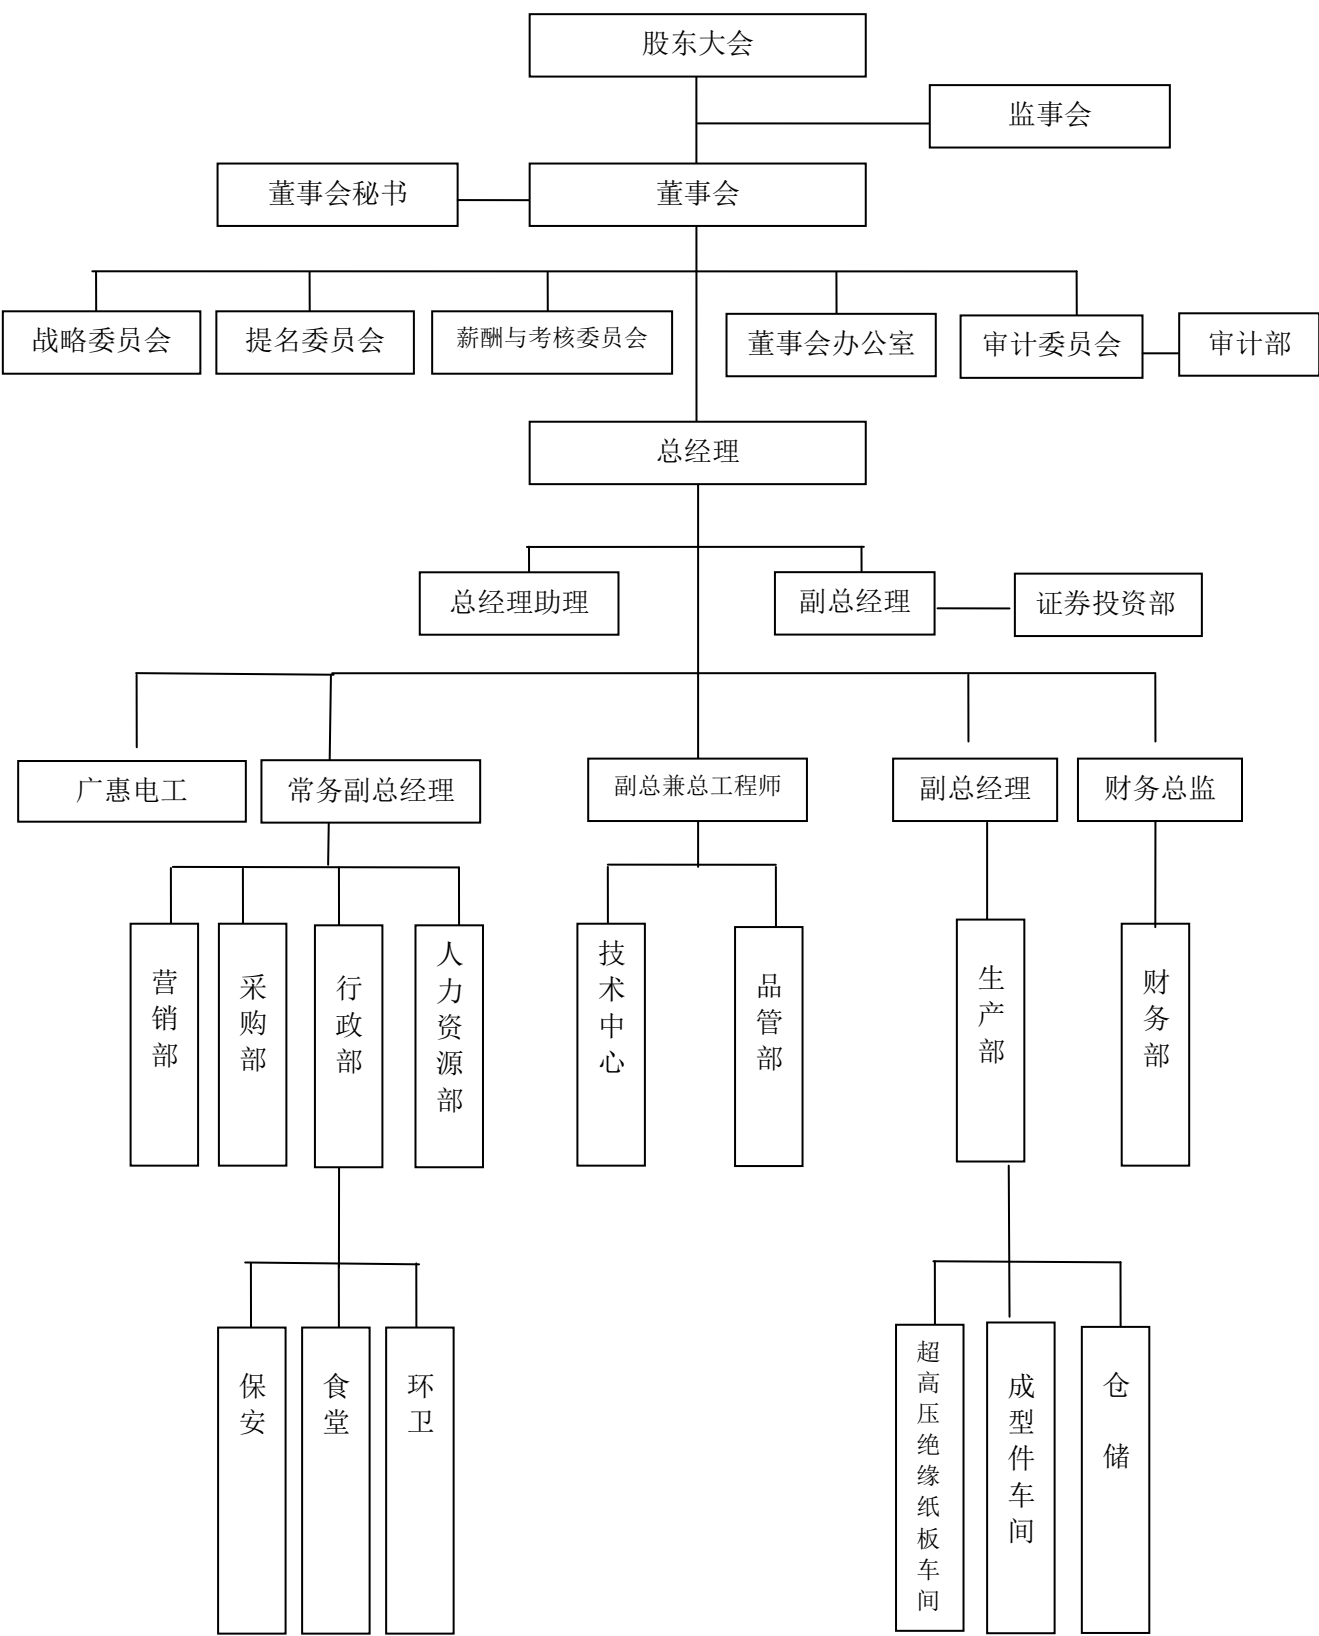 股东大会
监事会
董事会秘书
董事会
战略委员会
提名委员会
薪酬与考核委员会
董事会办公室
审计委员会
审计部
总经理
总经理助理
副总经理
证券投资部
广惠电工
常务副总经理
副总兼总工程师
副总经理
财务总监
营销部
采购部
行政部
人力资源部
技术中心
品管部
生产部
财务部
保安
食堂
环卫
超高压绝缘纸板车间
成型件车间
仓储